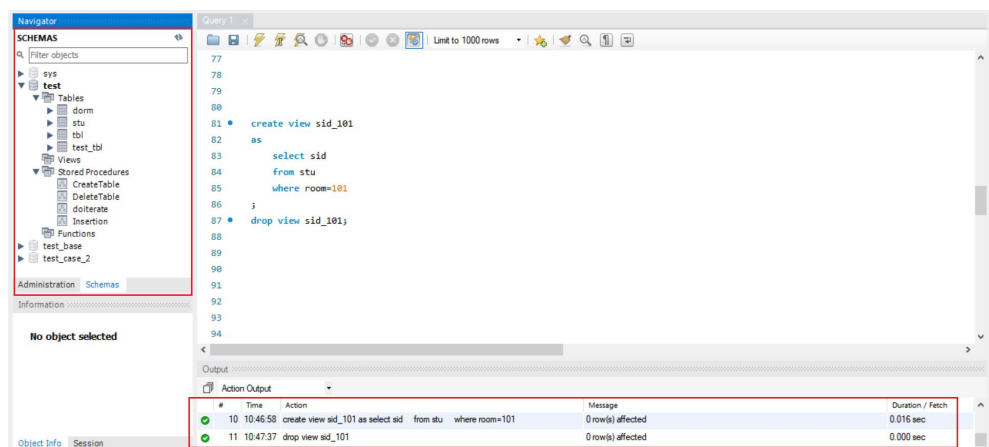 Navigator
SCHEMAS
Filter objects
sys
test
Tables
dorm
stu
tbl
test_tbl
Views
Stored Procedures
CreateTable
DeleteTable
doiterate
Insertion
Functions
test_base
test_case_2
Administration Schemas
Information
No object selected
Object Info Session
Query 1
Limit to 1000 rows
77
78
79
80
81 create view sid_101
82 as
83 select sid
84 from stu
85 where room=101
86 ;
87 drop view sid_101;
88
89
90
91
92
93
94
Output
Action Output
# Time Action Message Duration / Fetch
10 10:46:58 create view sid_101 as select sid from stu where room=101 0 row(s) affected 0.016 sec
11 10:47:37 drop view sid_101 0 row(s) affected 0.000 sec